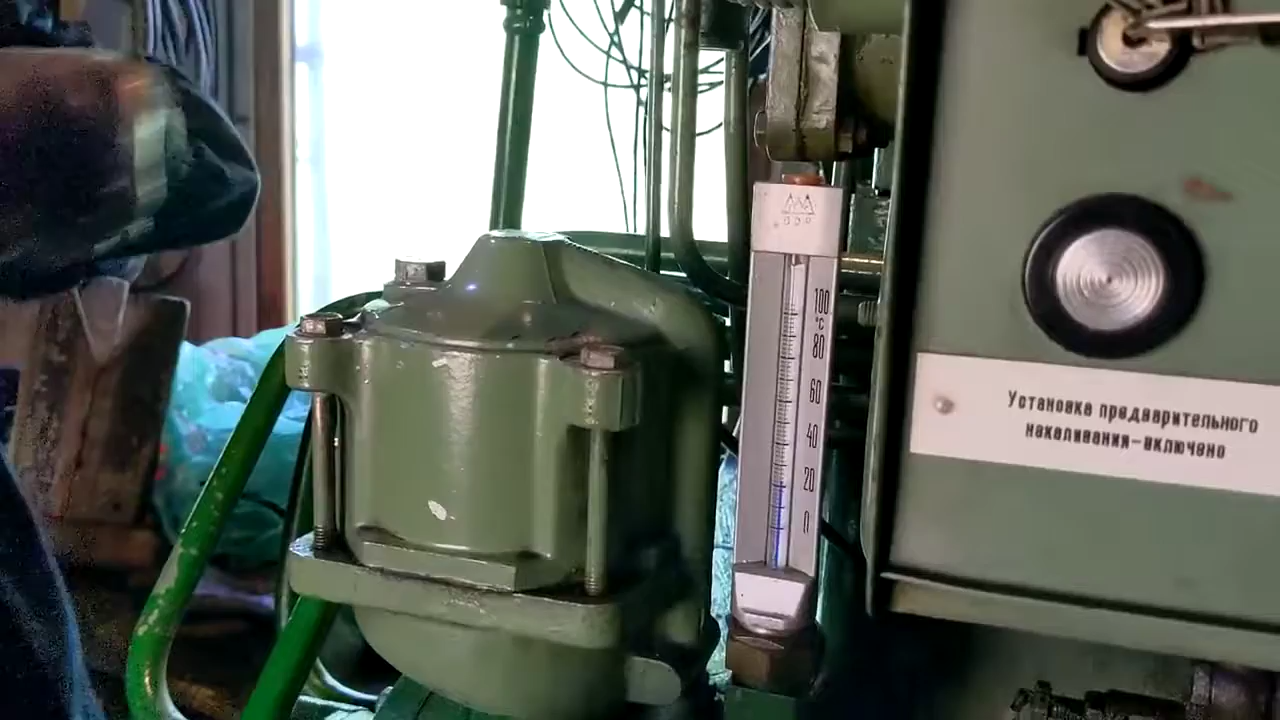 100
°C
80
60
40
20
0
Установка предварительного
накаливания-включено